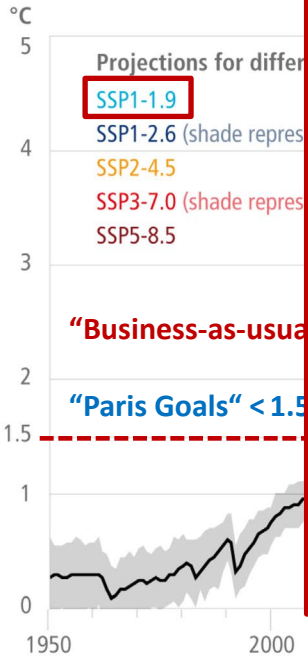 °C
5
Projections for differ
SSP1-1.9
SSP1-2.6 (shade repres
4
SSP2-4.5
SSP3-7.0 (shade repres
SSP5-8.5
3
“Business-as-usua
2
“Paris Goals“ < 1.5
1.5
1
0
1950 2000